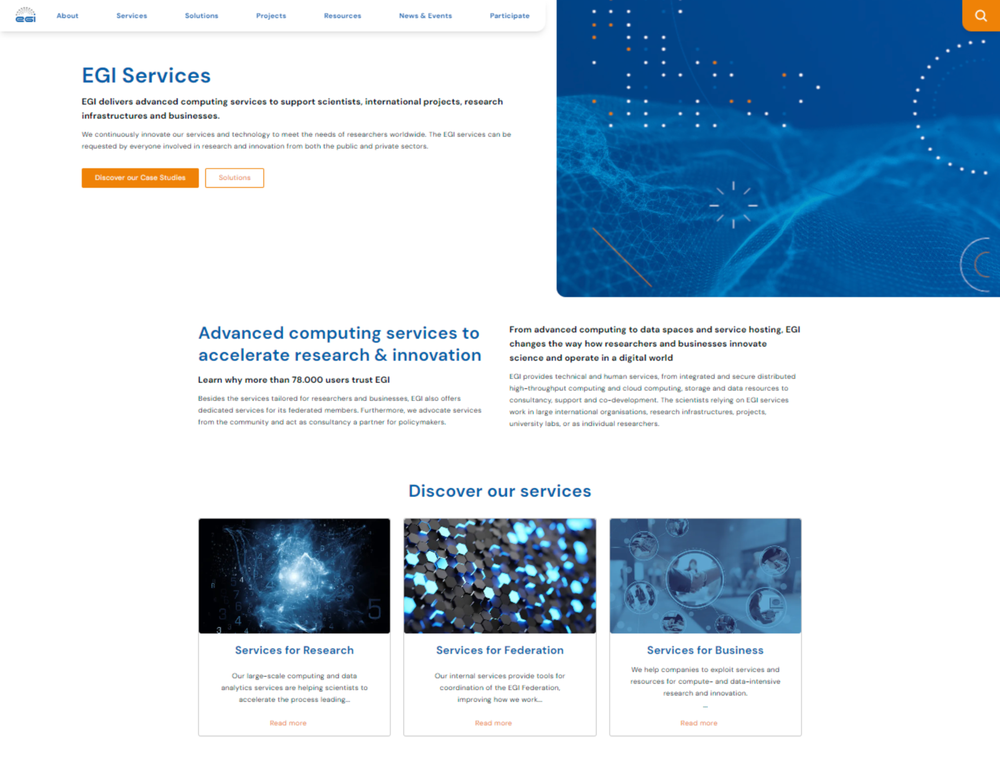 EGI
About
Services
Solutions
Projects
Resources
News & Events
Participate
EGI Services
EGI delivers advanced computing services to support scientists, international projects, research
infrastructures and businesses.
We continuously innovate our services and technology to meet the needs of researchers worldwide. The EGI services can be
requested by everyone involved in research and innovation from both the public and private sectors.
Discover our Case Studies
Solutions
Advanced computing services to
accelerate research & innovation
Learn why more than 78.000 users trust EGI
Besides the services tailored for researchers and businesses, EGI also offers
dedicated services for its federated members. Furthermore, we advocate services
from the community and act as consultancy a partner for policymakers.
From advanced computing to data spaces and service hosting, EGI
changes the way how researchers and businesses innovate
science and operate in a digital world
EGI provides technical and human services, from integrated and secure distributed
high-throughput computing and cloud computing, storage and data resources to
consultancy, support and co-development. The scientists relying on EGI services
work in large international organisations, research infrastructures, projects,
university labs, or as individual researchers.
Discover our services
Services for Research
Our large-scale computing and data
analytics services are helping scientists to
accelerate the process leading...
Read more
Services for Federation
Our internal services provide tools for
coordination of the EGI Federation,
improving how we work...
Read more
Services for Business
We help companies to exploit services and
resources for compute- and data-intensive
research and innovation.
...
Read more